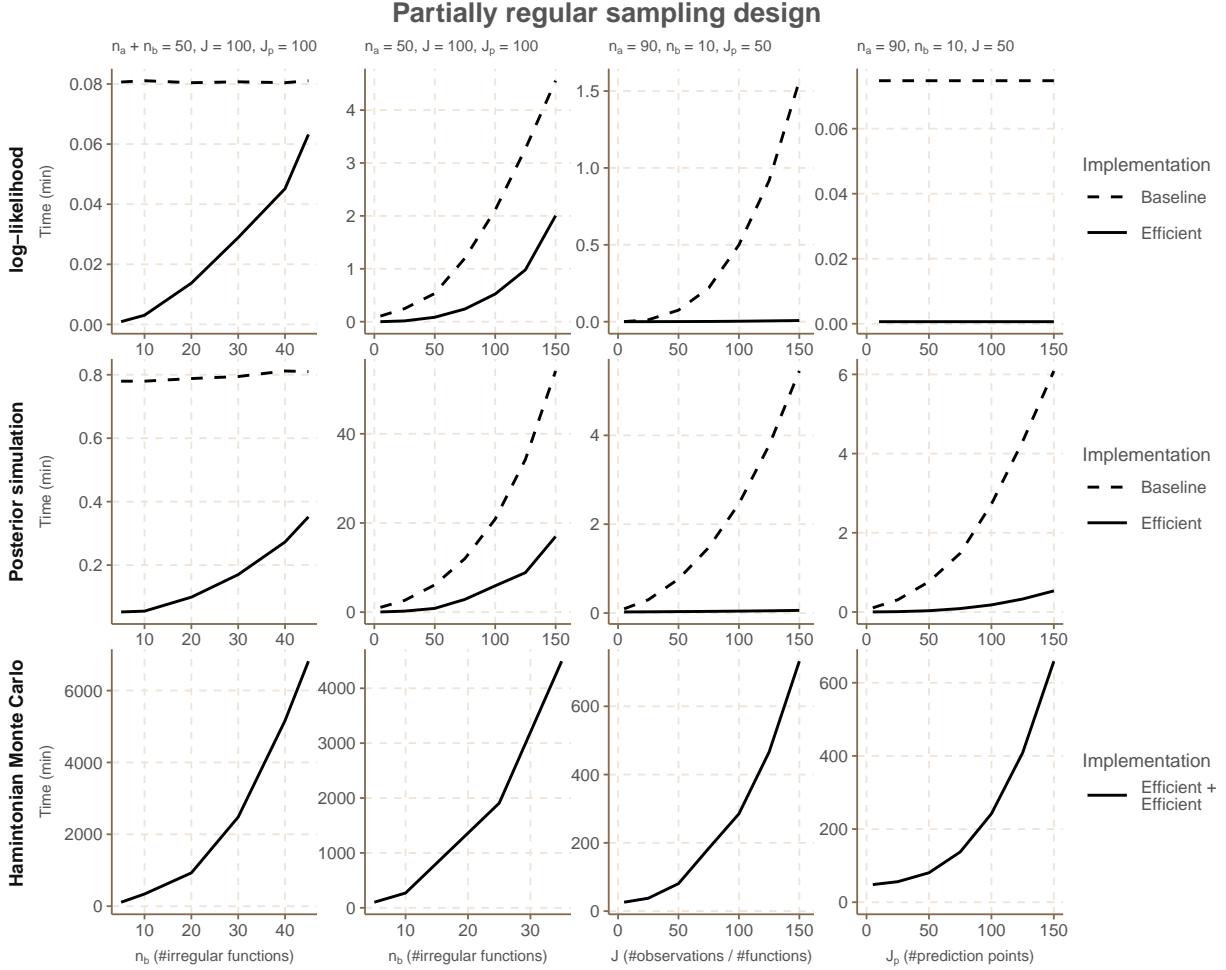 Partially regular sampling design
nₐ + n_b = 50, J = 100, Jₚ = 100
nₐ = 50, J = 100, Jₚ = 100
nₐ = 90, n_b = 10, Jₚ = 50
nₐ = 90, n_b = 10, J = 50
log−likelihood
Time (min)
0.08
0.06
0.04
0.02
0.00
10 20 30 40
4
3
2
1
0
0 50 100 150
1.5
1.0
0.5
0.0
0 50 100 150
0.06
0.04
0.02
0.00
0 50 100 150
Implementation
Baseline
Efficient
Posterior simulation
Time (min)
0.8
0.6
0.4
0.2
10 20 30 40
40
20
0
0 50 100 150
4
2
0
0 50 100 150
6
4
2
0
0 50 100 150
Implementation
Baseline
Efficient
Hamintonian Monte Carlo
Time (min)
6000
4000
2000
0
10 20 30 40
n_b (#irregular functions)
4000
3000
2000
1000
0
10 20 30
n_b (#irregular functions)
600
400
200
0
0 50 100 150
J (#observations / #functions)
600
400
200
0
0 50 100 150
Jₚ (#prediction points)
Implementation
Efficient +
Efficient